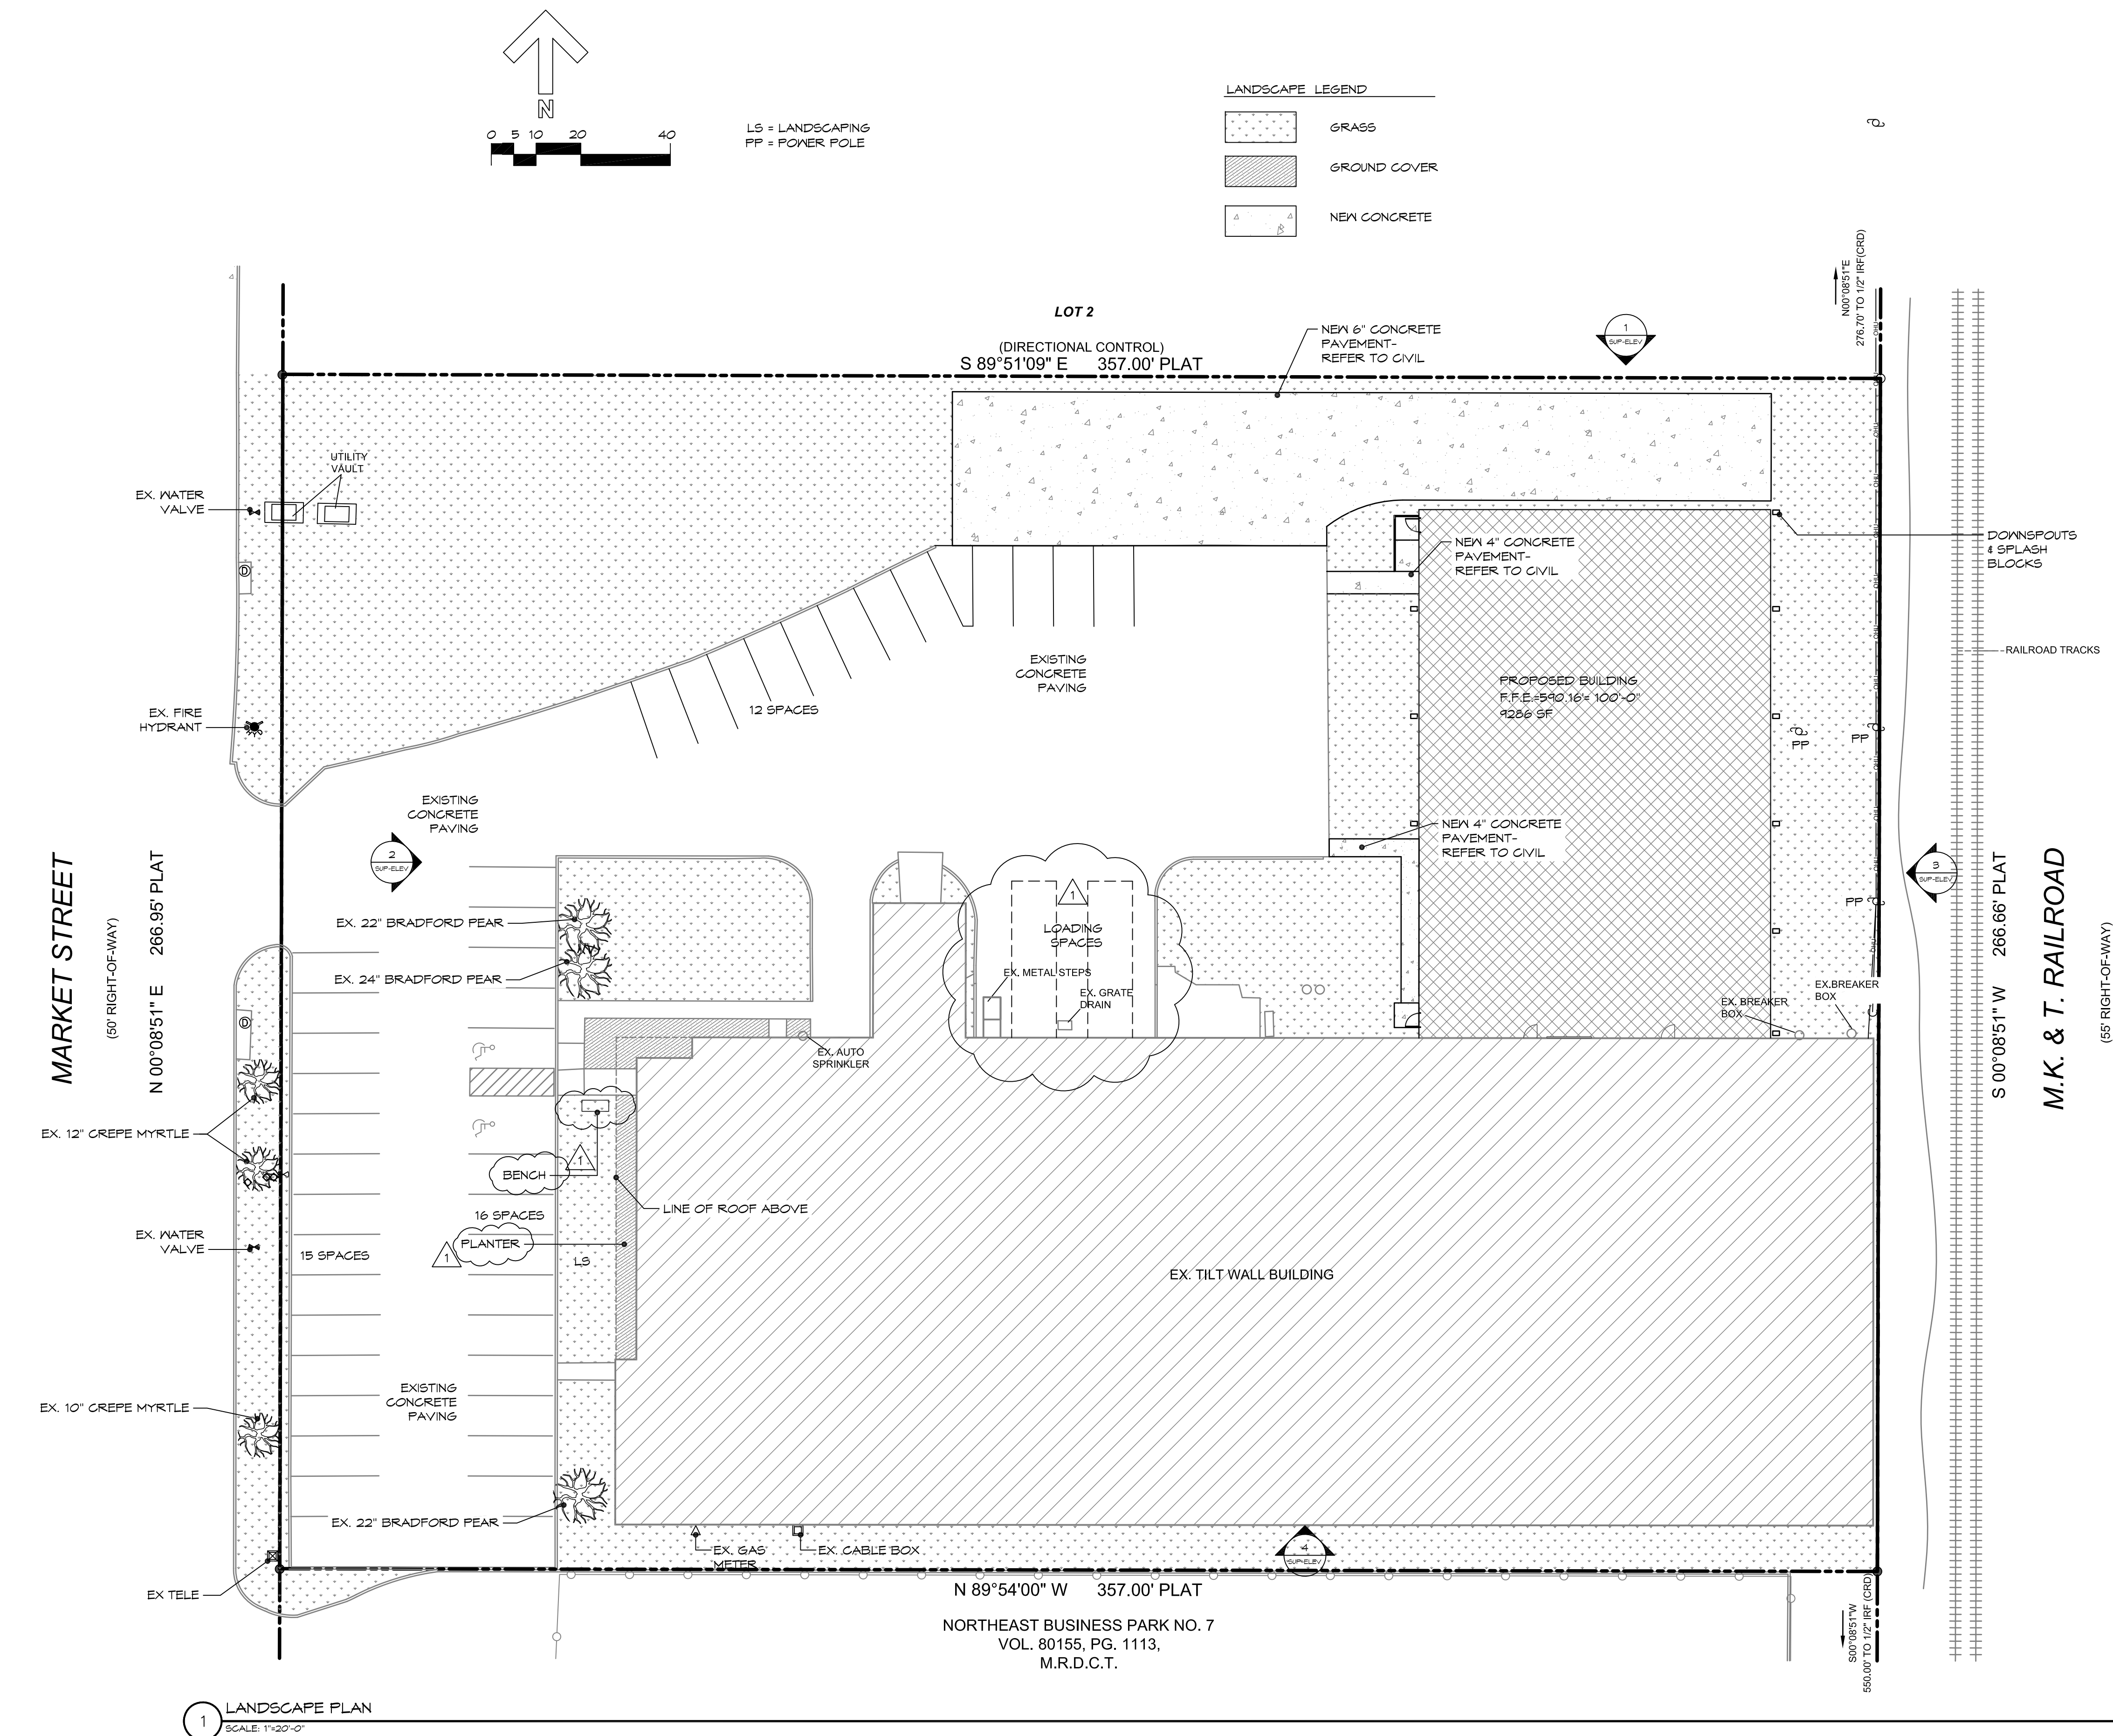 N
0 5 10 20 40
LS = LANDSCAPING
PP = POWER POLE
LANDSCAPE LEGEND
GRASS
GROUND COVER
NEW CONCRETE
N00°08'51"E
276.70' TO 1/2" IRF(CRD)
LOT 2
(DIRECTIONAL CONTROL)
S 89°51'09" E 357.00' PLAT
NEW 6" CONCRETE
PAVEMENT-
REFER TO CIVIL
1
SUP-ELEV
UTILITY
VAULT
EX. WATER
VALVE
D
NEW 4" CONCRETE
PAVEMENT-
REFER TO CIVIL
DOWNSPOUTS
& SPLASH
BLOCKS
RAILROAD TRACKS
EXISTING
CONCRETE
PAVING
PROPOSED BUILDING
F.F.E.=590.16'= 100'-0"
9286 SF
12 SPACES
EX. FIRE
HYDRANT
PP
PP
OHU
EXISTING
CONCRETE
PAVING
2
SUP-ELEV
NEW 4" CONCRETE
PAVEMENT-
REFER TO CIVIL
3
SUP-ELEV
MARKET STREET
(50' RIGHT-OF-WAY)
N 00°08'51" E 266.95' PLAT
S 00°08'51" W 266.66' PLAT
M.K. & T. RAILROAD
(55' RIGHT-OF-WAY)
1
LOADING
SPACES
PP
EX. 22" BRADFORD PEAR
EX. 24" BRADFORD PEAR
EX. METAL STEPS
EX. GRATE
DRAIN
EX. BREAKER
BOX
EX.BREAKER
BOX
D
EX. AUTO
SPRINKLER
EX. 12" CREPE MYRTLE
1
BENCH
LINE OF ROOF ABOVE
16 SPACES
PLANTER
1
EX. WATER
VALVE
15 SPACES
LS
EX. TILT WALL BUILDING
EXISTING
CONCRETE
PAVING
EX. 10" CREPE MYRTLE
EX. 22" BRADFORD PEAR
EX. GAS
METER
EX. CABLE BOX
4
SUP-ELEV
EX TELE
N 89°54'00" W 357.00' PLAT
NORTHEAST BUSINESS PARK NO. 7
VOL. 80155, PG. 1113,
M.R.D.C.T.
S00°08'51"W
550.00' TO 1/2" IRF (CRD)
1
LANDSCAPE PLAN
SCALE: 1"=20'-0"